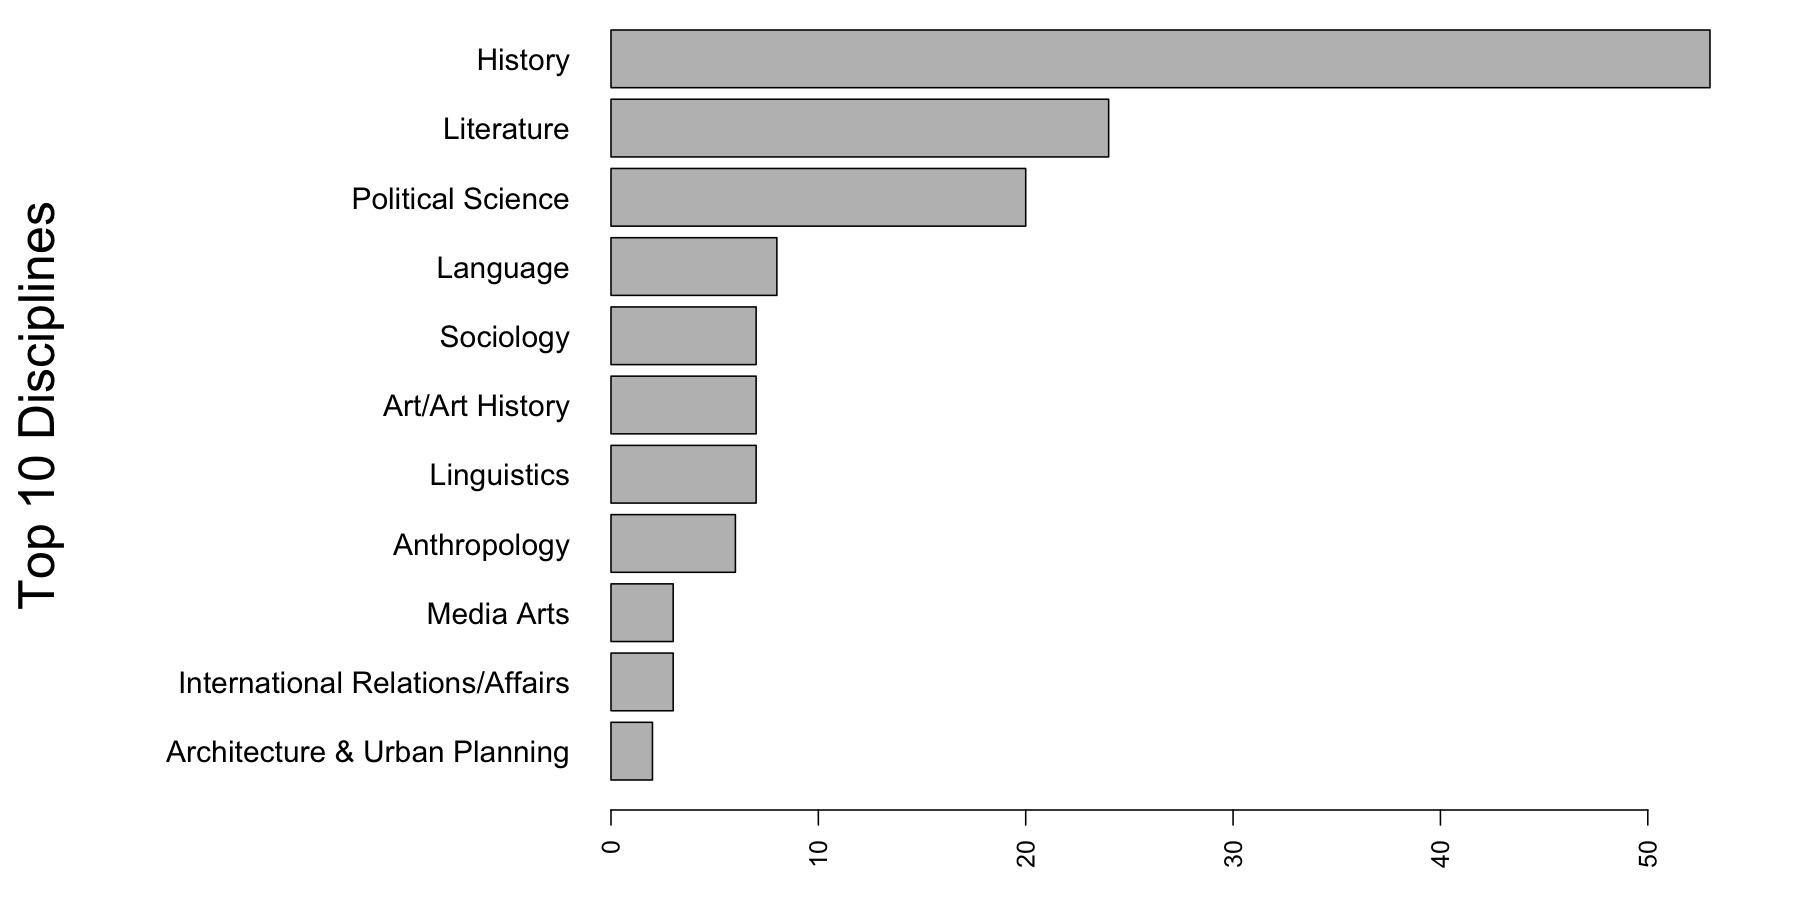 Top 10 Disciplines
History
Literature
Political Science
Language
Sociology
Art/Art History
Linguistics
Anthropology
Media Arts
International Relations/Affairs
Architecture & Urban Planning
0 10 20 30 40 50